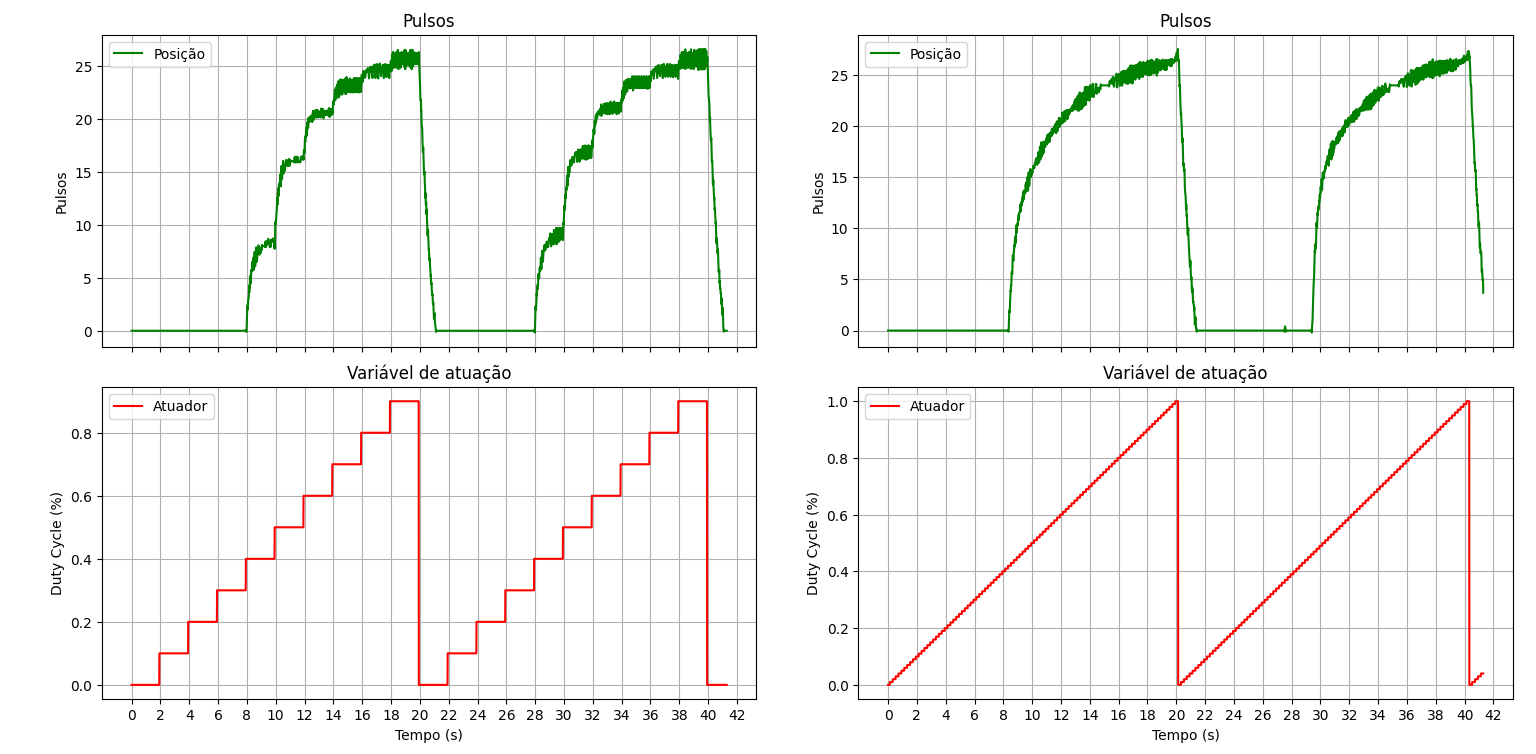 Pulsos
Posição
Pulsos
25
20
15
10
5
0
Variável de atuação
Atuador
Duty Cycle (%)
0.8
0.6
0.4
0.2
0.0
0 2 4 6 8 10 12 14 16 18 20 22 24 26 28 30 32 34 36 38 40 42
Tempo (s)
Pulsos
Posição
Pulsos
25
20
15
10
5
0
Variável de atuação
Atuador
Duty Cycle (%)
1.0
0.8
0.6
0.4
0.2
0.0
0 2 4 6 8 10 12 14 16 18 20 22 24 26 28 30 32 34 36 38 40 42
Tempo (s)